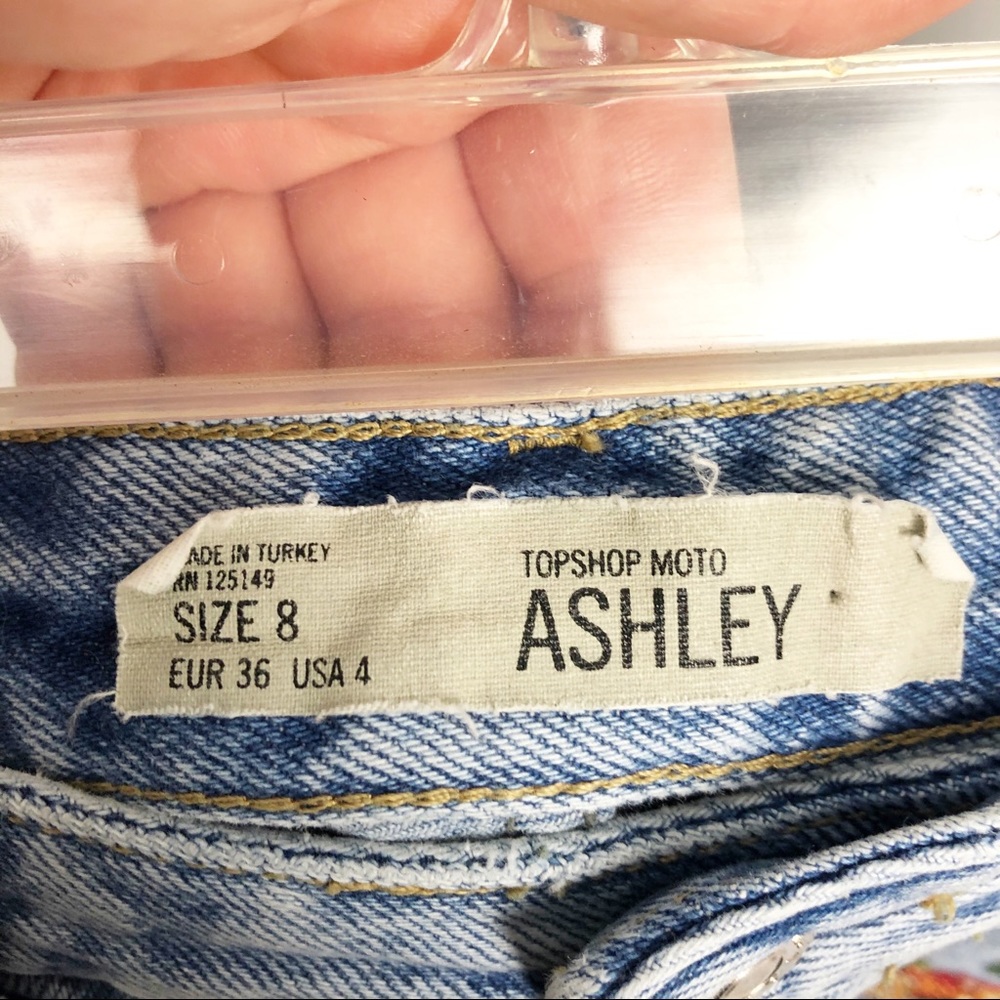 ADE IN TURKEY
RN 125149
SIZE 8
EUR 36 USA 4
TOPSHOP MOTO
ASHLEY